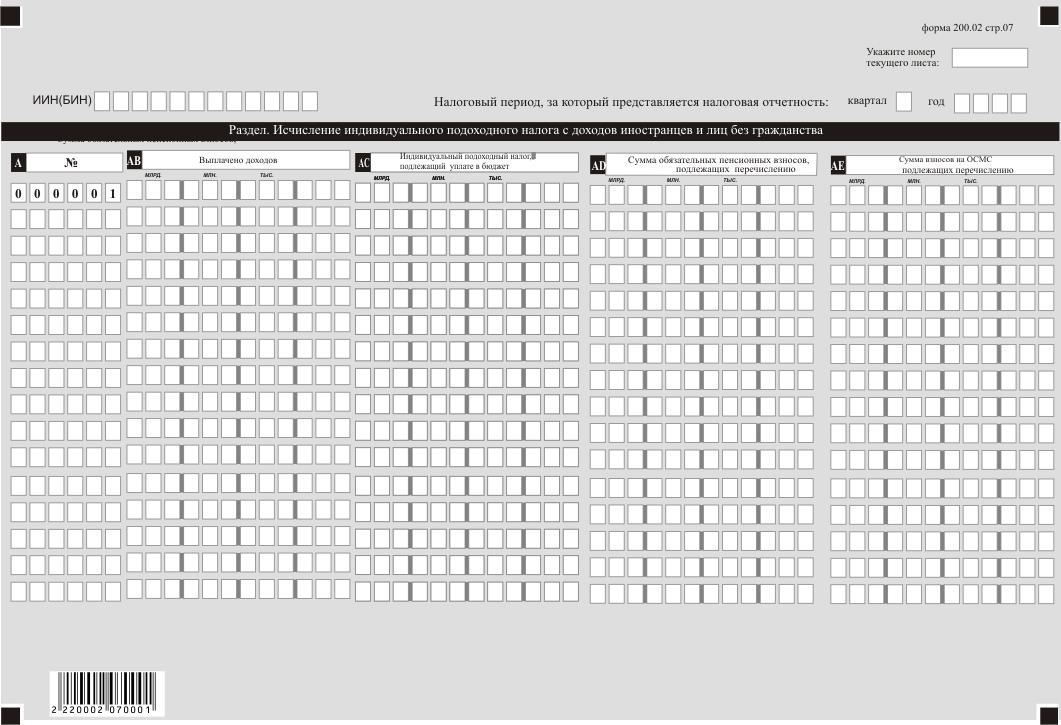 форма 200.02 стр.07
Укажите номер
текущего листа:
ИИН(БИН)
Налоговый период, за который представляется налоговая отчетность: квартал год
Раздел. Исчисление индивидуального подоходного налога с доходов иностранцев и лиц без гражданства
A №
AB Выплачено доходов
AC Индивидуальный подоходный налог,
подлежащий уплате в бюджет
AD Сумма обязательных пенсионных взносов,
подлежащих перечислению
AE Сумма взносов на ОСМС
подлежащих перечислению
МЛРД. МЛН. ТЫС.
МЛРД. МЛН. ТЫС.
МЛРД. МЛН. ТЫС.
МЛРД. МЛН. ТЫС.
0 0 0 0 0 1
2 220002 070001